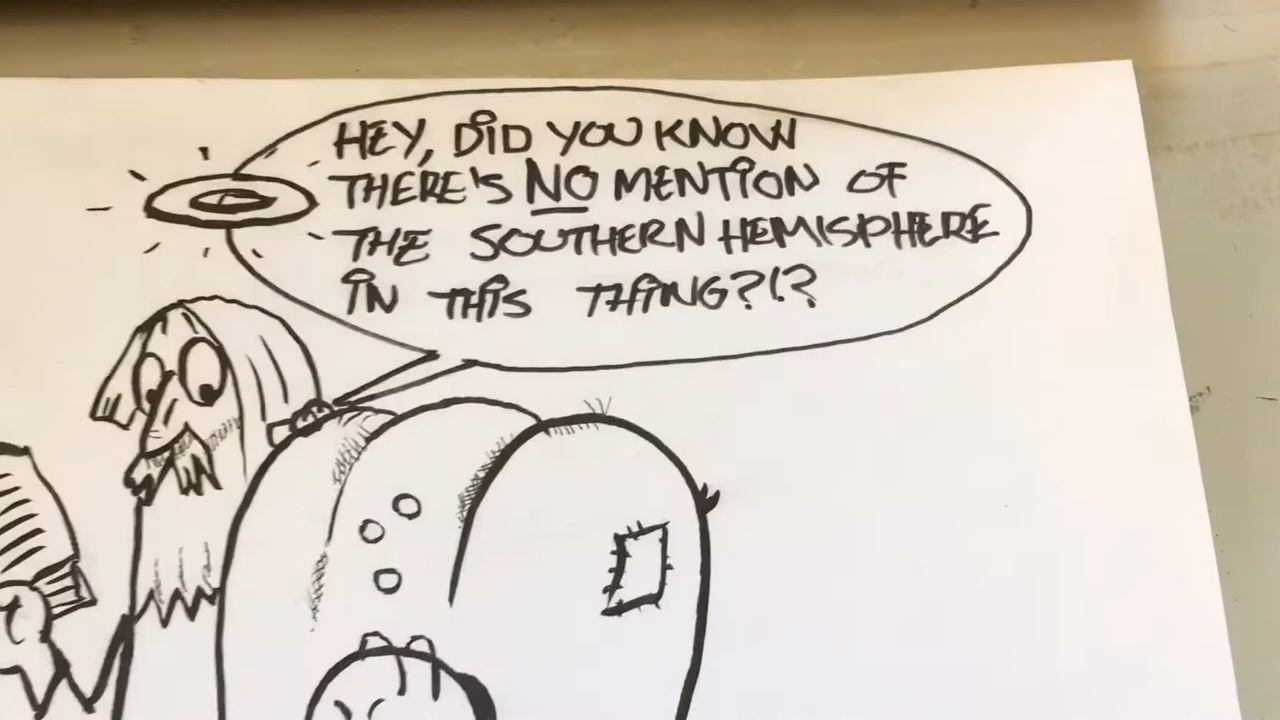 HEY, DiD YOU KNOW
THERE'S NO MENTiON OF
THE SOUTHERN HEMISPHERE
iN THiS THiNG?!?